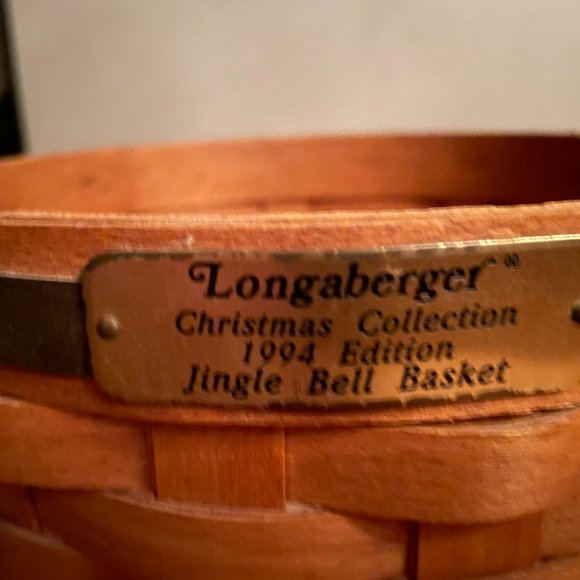 Longaberger®
Christmas Collection
1994 Edition
Jingle Bell Basket